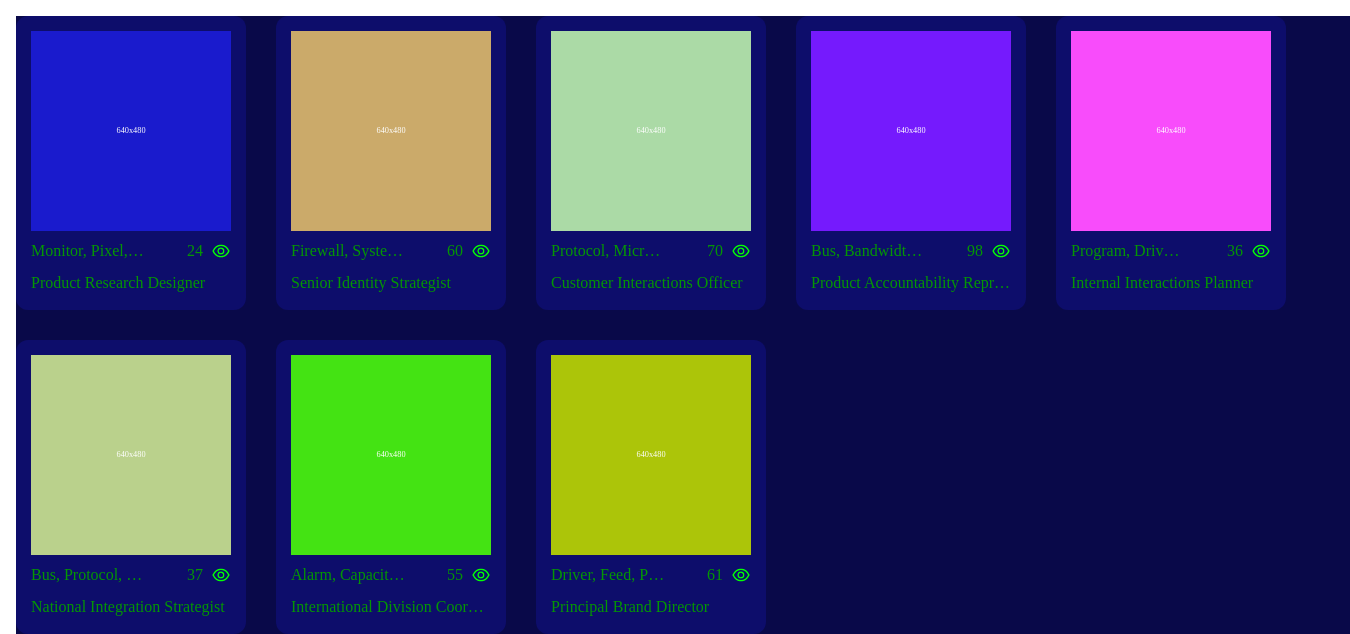 640x480
Monitor, Pixel,… 24
Product Research Designer
640x480
Firewall, Syste… 60
Senior Identity Strategist
640x480
Protocol, Micr… 70
Customer Interactions Officer
640x480
Bus, Bandwidt… 98
Product Accountability Repr…
640x480
Program, Driv… 36
Internal Interactions Planner
640x480
Bus, Protocol, … 37
National Integration Strategist
640x480
Alarm, Capacit… 55
International Division Coor…
640x480
Driver, Feed, P… 61
Principal Brand Director